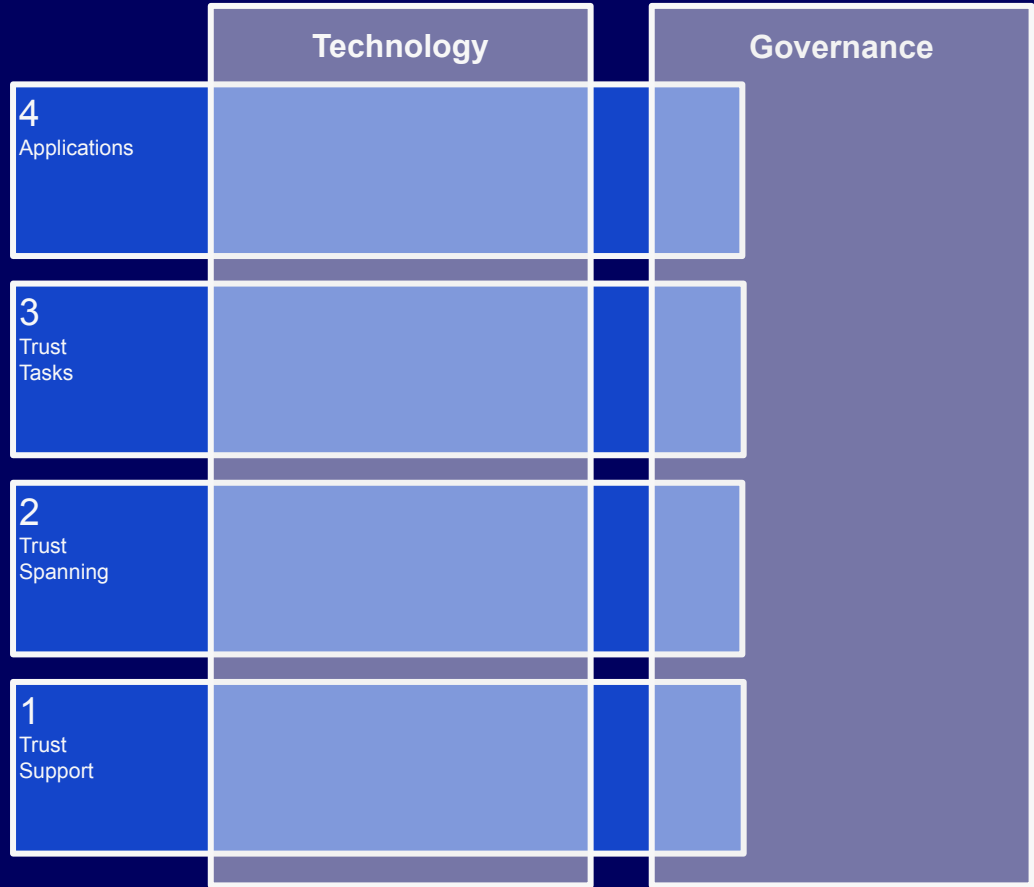 Technology
Governance
4
Applications
3
Trust
Tasks
2
Trust
Spanning
1
Trust
Support